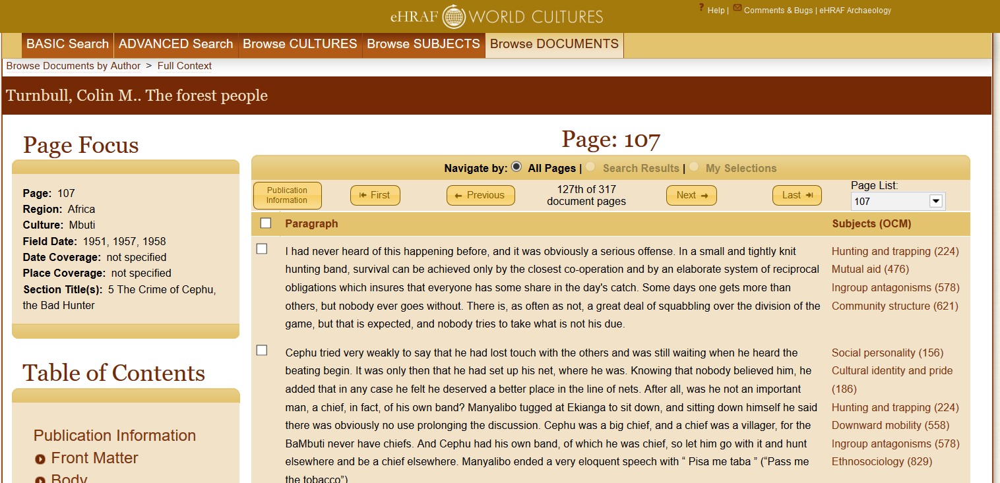 eHRAF WORLD CULTURES
? Help | Comments & Bugs | eHRAF Archaeology
BASIC Search ADVANCED Search Browse CULTURES Browse SUBJECTS Browse DOCUMENTS
Browse Documents by Author > Full Context
Turnbull, Colin M.. The forest people
Page Focus
Page: 107
Region: Africa
Culture: Mbuti
Field Date: 1951, 1957, 1958
Date Coverage: not specified
Place Coverage: not specified
Section Title(s): 5 The Crime of Cephu,
the Bad Hunter
Table of Contents
Publication Information
Front Matter
Body
Page: 107
Navigate by: All Pages | Search Results | My Selections
Publication
Information
First
Previous
127th of 317
document pages
Next
Last
Page List:
107
Paragraph
Subjects (OCM)
I had never heard of this happening before, and it was obviously a serious offense. In a small and tightly knit
hunting band, survival can be achieved only by the closest co-operation and by an elaborate system of reciprocal
obligations which insures that everyone has some share in the day's catch. Some days one gets more than
others, but nobody ever goes without. There is, as often as not, a great deal of squabbling over the division of the
game, but that is expected, and nobody tries to take what is not his due.
Hunting and trapping (224)
Mutual aid (476)
Ingroup antagonisms (578)
Community structure (621)
Cephu tried very weakly to say that he had lost touch with the others and was still waiting when he heard the
beating begin. It was only then that he had set up his net, where he was. Knowing that nobody believed him, he
added that in any case he felt he deserved a better place in the line of nets. After all, was he not an important
man, a chief, in fact, of his own band? Manyalibo tugged at Ekianga to sit down, and sitting down himself he said
there was obviously no use prolonging the discussion. Cephu was a big chief, and a chief was a villager, for the
BaMbuti never have chiefs. And Cephu had his own band, of which he was chief, so let him go with it and hunt
elsewhere and be a chief elsewhere. Manyalibo ended a very eloquent speech with “ Pisa me taba ” (“Pass me
the tobacco”)
Social personality (156)
Cultural identity and pride
(186)
Hunting and trapping (224)
Downward mobility (558)
Ingroup antagonisms (578)
Ethnosociology (829)